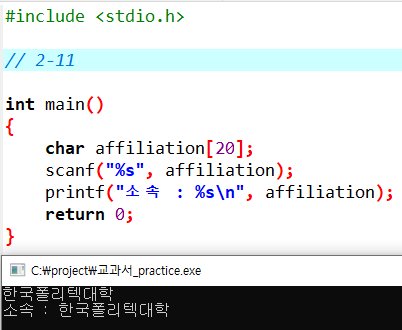 #include <stdio.h>
// 2-11
int main()
{
char affiliation[20];
scanf("%s", affiliation);
printf("소속 : %s\n", affiliation);
return 0;
}
C:₩project₩교과서_practice.exe
한국폴리텍대학
소속 : 한국폴리텍대학